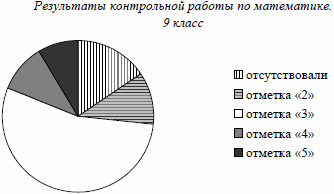 Результаты контрольной работы по математике.
9 класс
отсутствовали
отметка «2»
отметка «3»
отметка «4»
отметка «5»